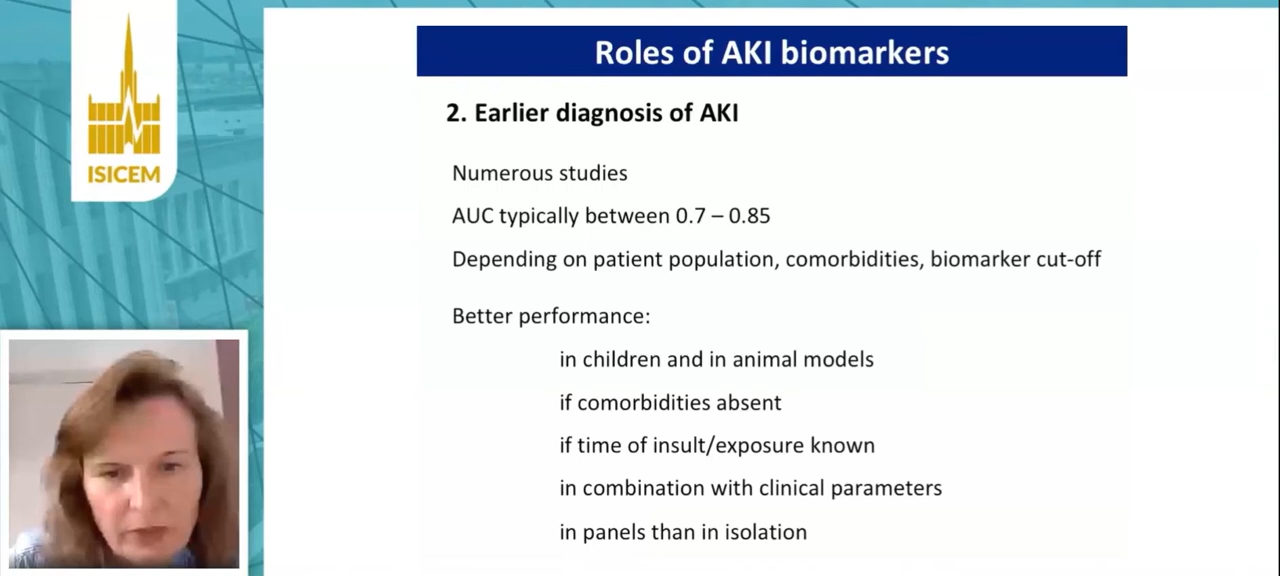 ISICEM
Roles of AKI biomarkers
2. Earlier diagnosis of AKI
Numerous studies
AUC typically between 0.7 – 0.85
Depending on patient population, comorbidities, biomarker cut-off
Better performance:
in children and in animal models
if comorbidities absent
if time of insult/exposure known
in combination with clinical parameters
in panels than in isolation